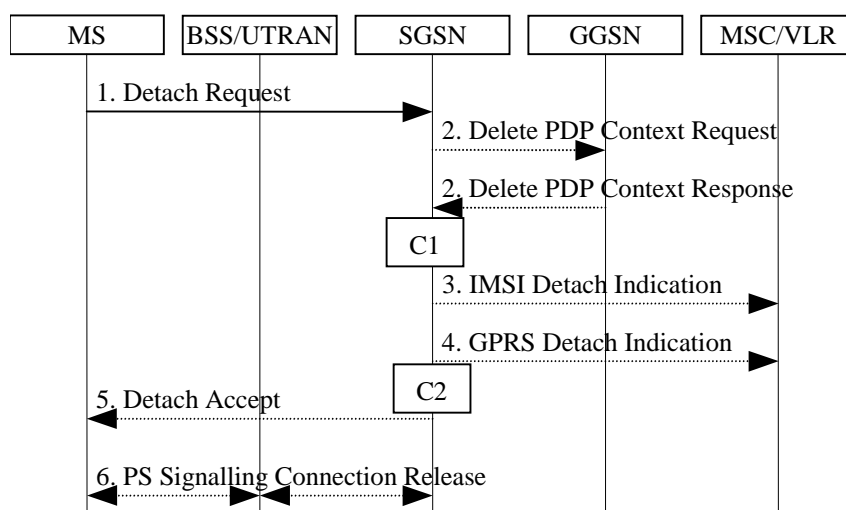 MS
BSS/UTRAN
SGSN
GGSN
MSC/VLR
1. Detach Request
2. Delete PDP Context Request
2. Delete PDP Context Response
C1
3. IMSI Detach Indication
4. GPRS Detach Indication
C2
5. Detach Accept
6. PS Signalling Connection Release